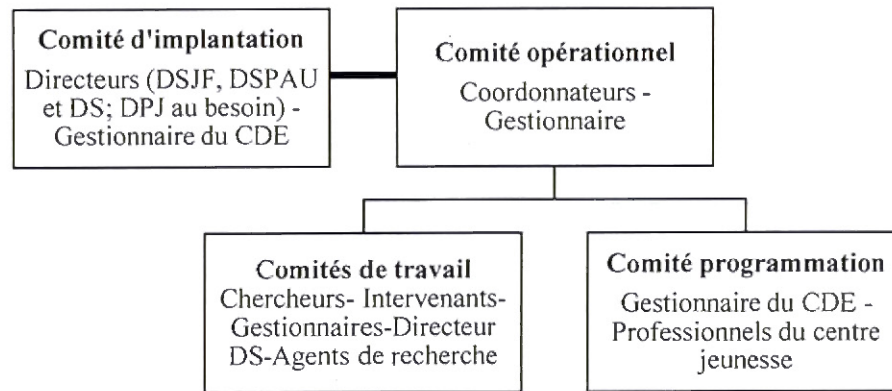 Comité d'implantation
Directeurs (DSJF, DSPAU
et DS; DPJ au besoin) -
Gestionnaire du CDE
Comité opérationnel
Coordonnateurs -
Gestionnaire
Comités de travail
Chercheurs- Intervenants-
Gestionnaires-Directeur
DS-Agents de recherche
Comité programmation
Gestionnaire du CDE -
Professionnels du centre
jeunesse